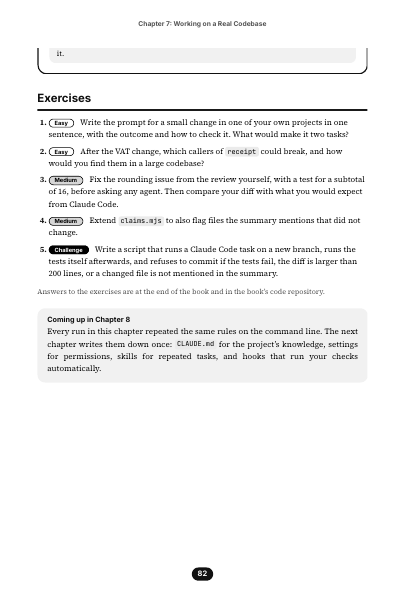 Chapter 7: Working on a Real Codebase
it.
Exercises
1. Easy Write the prompt for a small change in one of your own projects in one
sentence, with the outcome and how to check it. What would make it two tasks?
2. Easy After the VAT change, which callers of receipt could break, and how
would you find them in a large codebase?
3. Medium Fix the rounding issue from the review yourself, with a test for a subtotal
of 16, before asking any agent. Then compare your diff with what you would expect
from Claude Code.
4. Medium Extend claims.mjs to also flag files the summary mentions that did not
change.
5. Challenge Write a script that runs a Claude Code task on a new branch, runs the
tests itself afterwards, and refuses to commit if the tests fail, the diff is larger than
200 lines, or a changed file is not mentioned in the summary.
Answers to the exercises are at the end of the book and in the book's code repository.
Coming up in Chapter 8
Every run in this chapter repeated the same rules on the command line. The next
chapter writes them down once: CLAUDE.md for the project's knowledge, settings
for permissions, skills for repeated tasks, and hooks that run your checks
automatically.
82